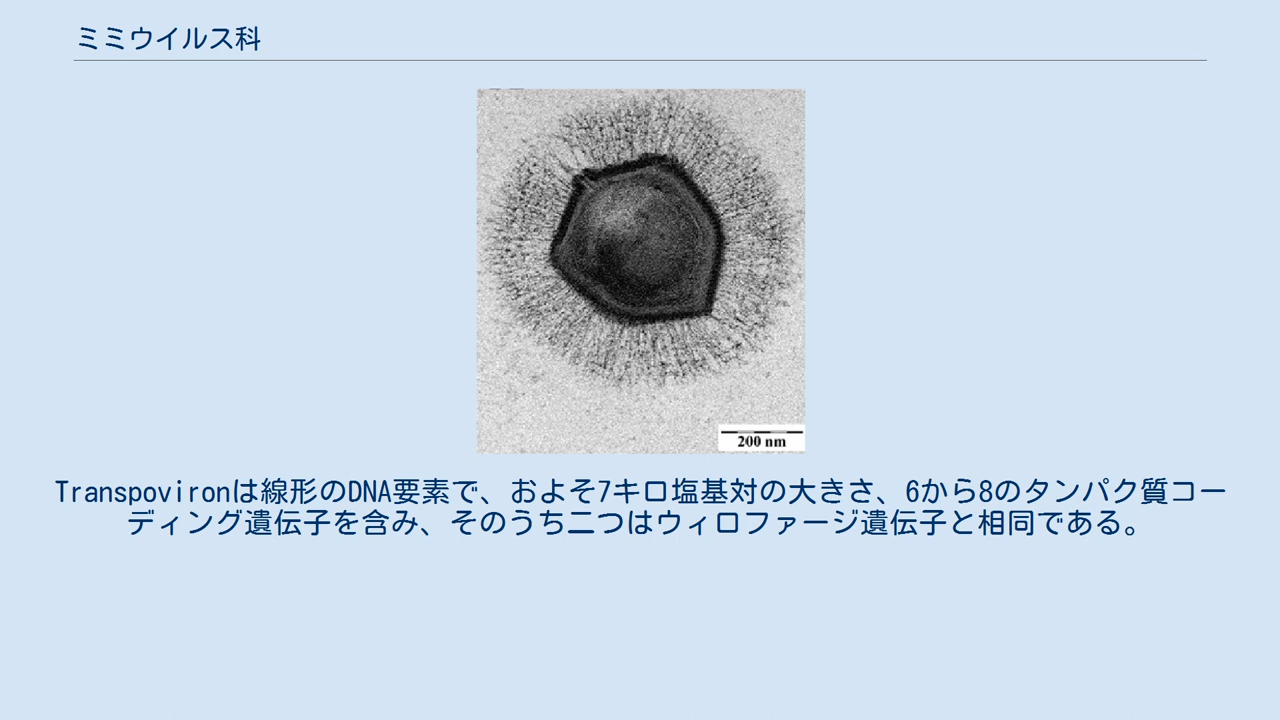 ミミウイルス科
200 nm
Transpovironは線形のDNA要素で、およそ7キロ塩基対の大きさ、6から8のタンパク質コー
ディング遺伝子を含み、そのうち二つはウィロファージ遺伝子と相同である。